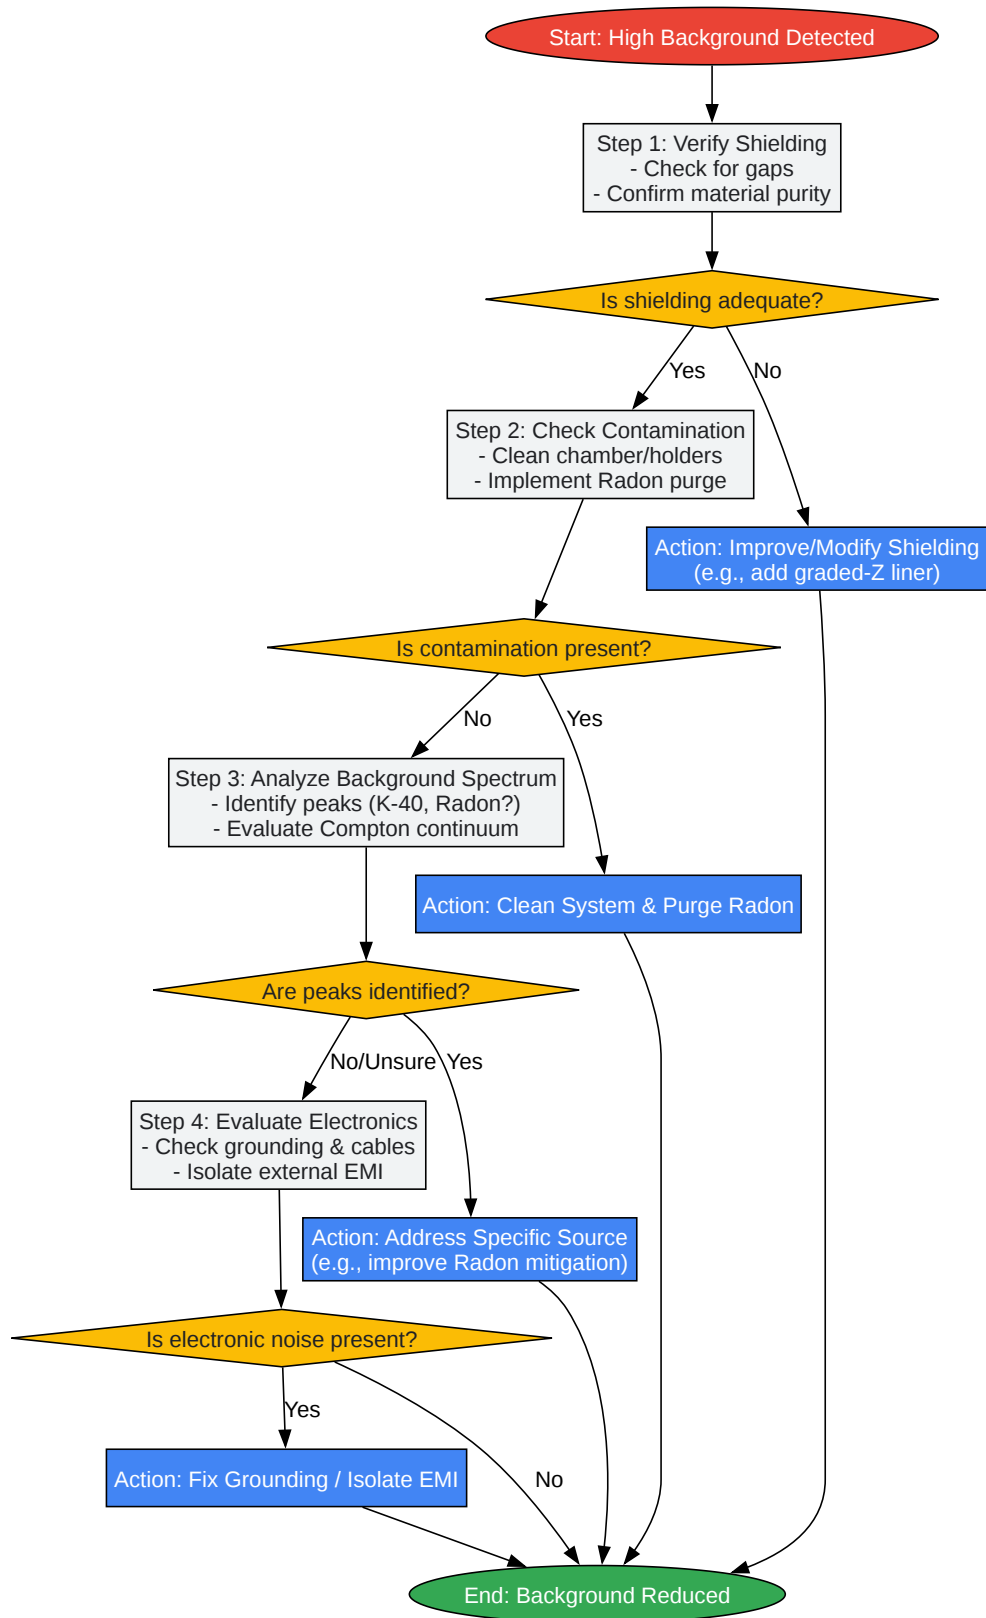 Start: High Background Detected
Step 1: Verify Shielding
- Check for gaps
- Confirm material purity
Is shielding adequate?
Yes
No
Step 2: Check Contamination
- Clean chamber/holders
- Implement Radon purge
Action: Improve/Modify Shielding
(e.g., add graded-Z liner)
Is contamination present?
No
Yes
Step 3: Analyze Background Spectrum
- Identify peaks (K-40, Radon?)
- Evaluate Compton continuum
Action: Clean System & Purge Radon
Are peaks identified?
No/Unsure
Yes
Step 4: Evaluate Electronics
- Check grounding & cables
- Isolate external EMI
Action: Address Specific Source
(e.g., improve Radon mitigation)
Is electronic noise present?
Yes
No
Action: Fix Grounding / Isolate EMI
End: Background Reduced